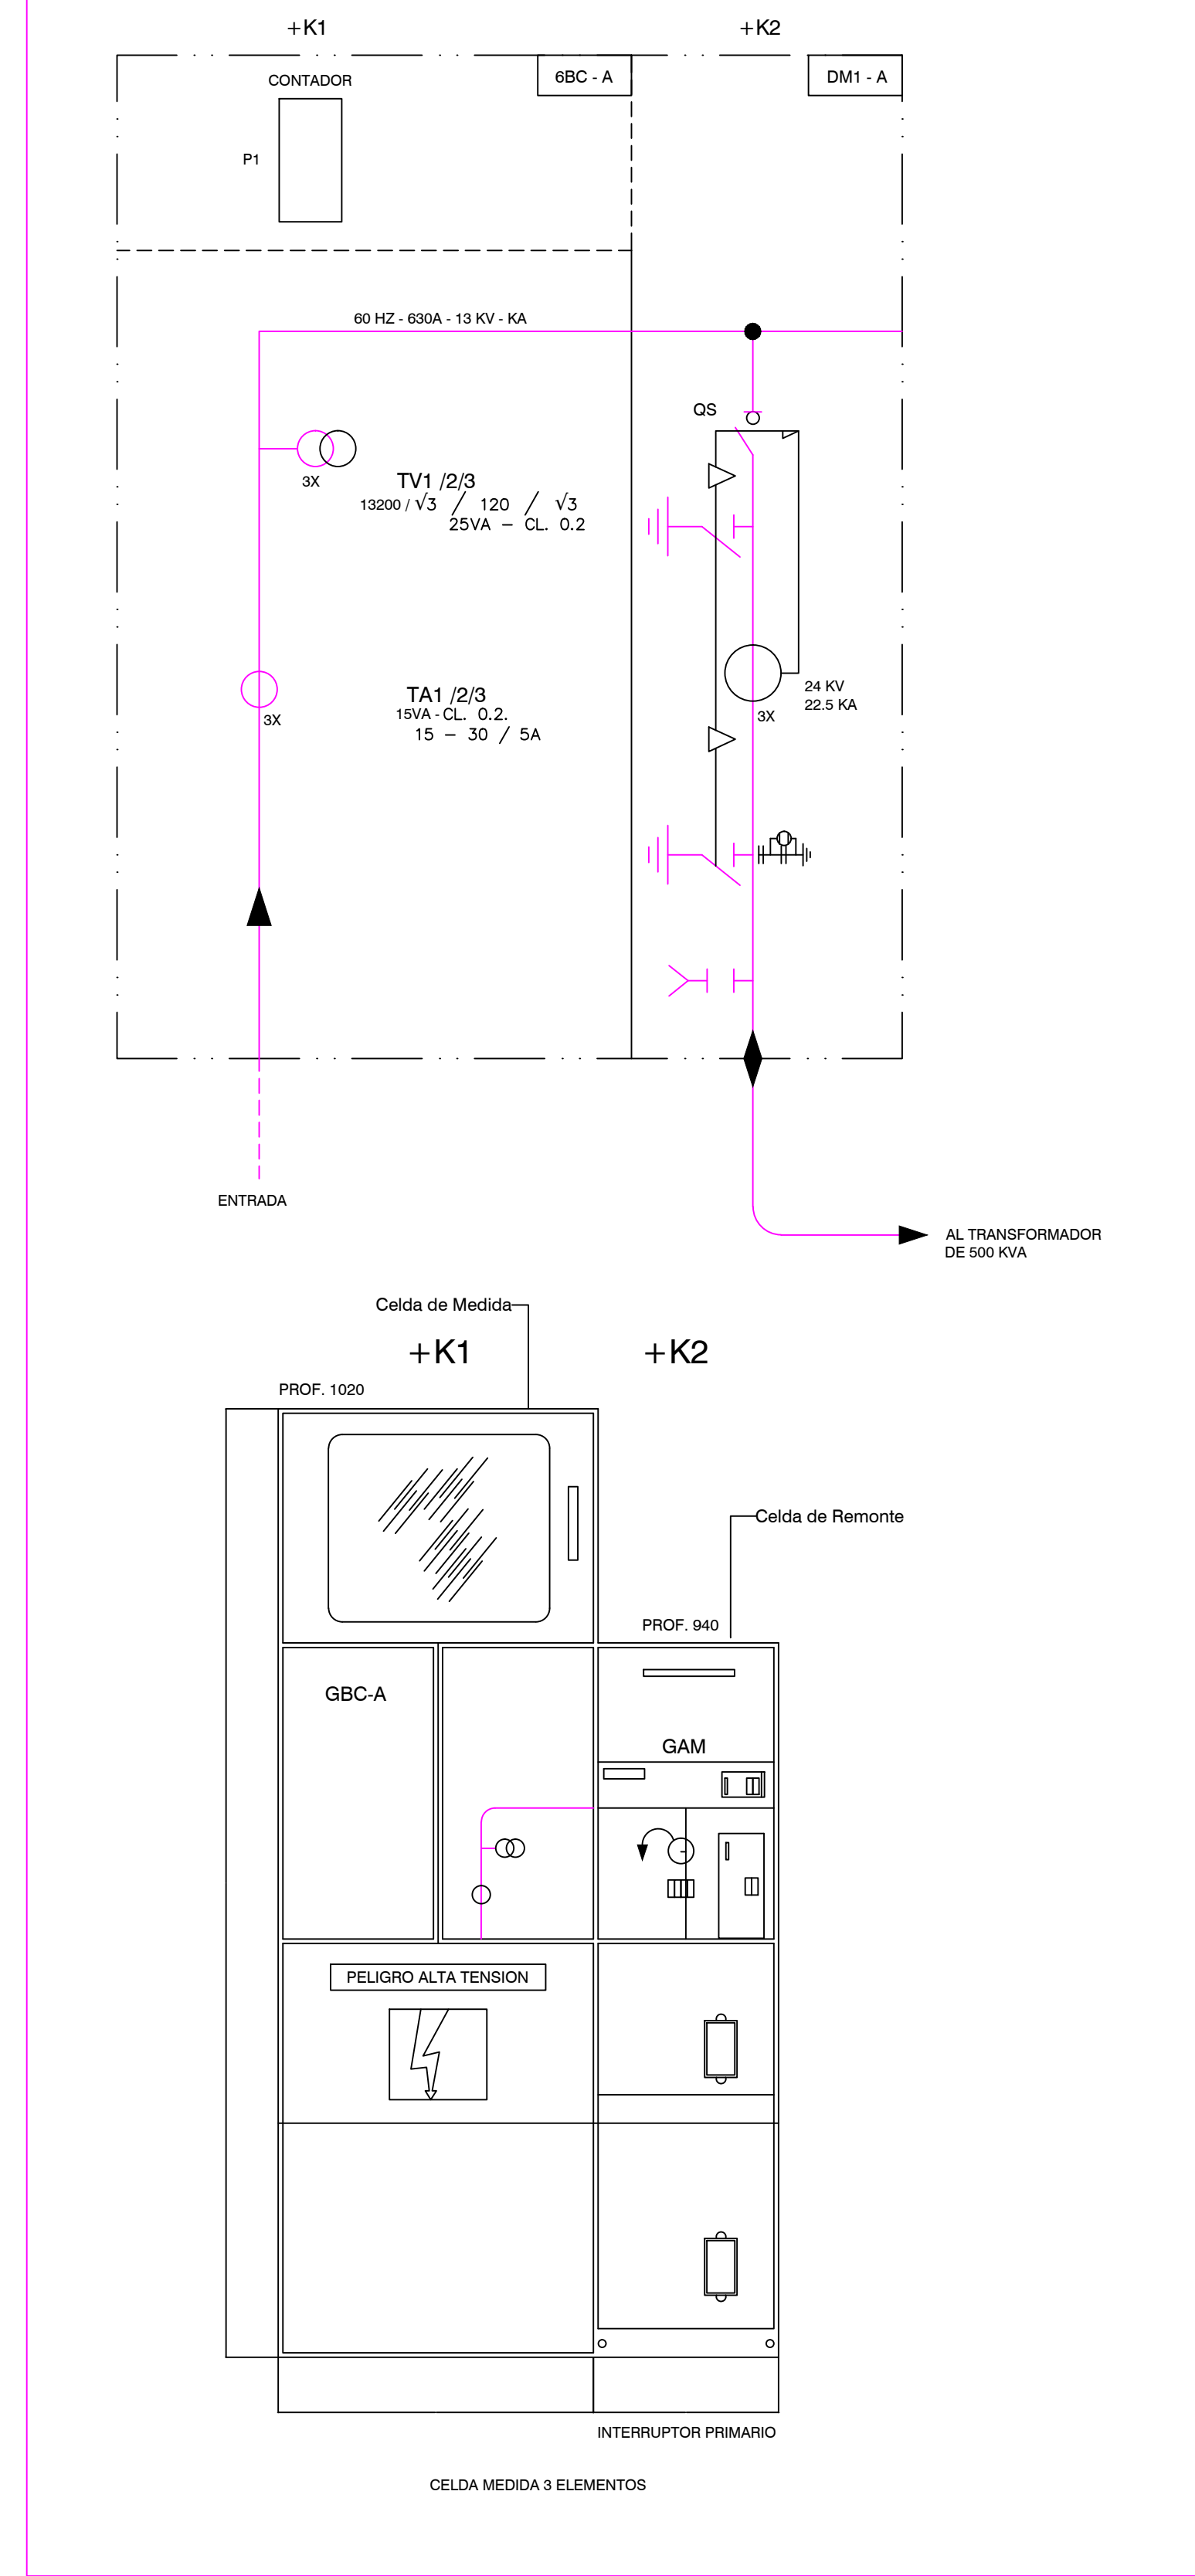 +K1
+K2
CONTADOR
6BC - A
DM1 - A
P1
60 HZ - 630A - 13 KV - KA
QS
3X
TV1 /2/3
13200 / √3 / 120 / √3
25VA – CL. 0.2
24 KV
22.5 KA
3X
TA1 /2/3
15VA - CL. 0.2.
15 – 30 / 5A
3X
ENTRADA
AL TRANSFORMADOR
DE 500 KVA
Celda de Medida
+K1
+K2
PROF. 1020
Celda de Remonte
PROF. 940
GBC-A
GAM
PELIGRO ALTA TENSION
INTERRUPTOR PRIMARIO
CELDA MEDIDA 3 ELEMENTOS